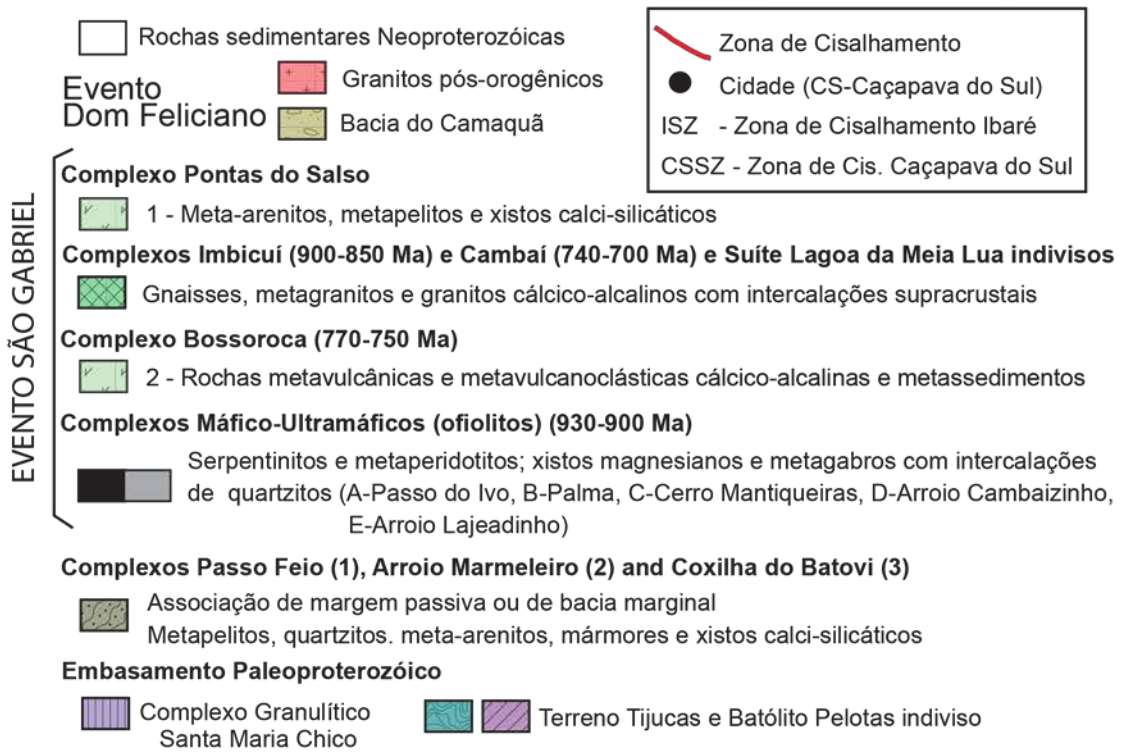 Rochas sedimentares Neoproterozóicas
Evento
Dom Feliciano
Granitos pós-orogênicos
Bacia do Camaquã
Zona de Cisalhamento
Cidade (CS-Caçapava do Sul)
ISZ - Zona de Cisalhamento Ibaré
CSSZ - Zona de Cis. Caçapava do Sul
EVENTO SÃO GABRIEL
Complexo Pontas do Salso
1 - Meta-arenitos, metapelitos e xistos calci-silicáticos
Complexos Imbicuí (900-850 Ma) e Cambaí (740-700 Ma) e Suíte Lagoa da Meia Lua indivisos
Gnaisses, metagranitos e granitos cálcico-alcalinos com intercalações supracrustais
Complexo Bossoroca (770-750 Ma)
2 - Rochas metavulcânicas e metavulcanoclásticas cálcico-alcalinas e metassedimentos
Complexos Máfico-Ultramáficos (ofiolitos) (930-900 Ma)
Serpentinitos e metaperidotitos; xistos magnesianos e metagabros com intercalações
de quartzitos (A-Passo do Ivo, B-Palma, C-Cerro Mantiqueiras, D-Arroio Cambaizinho,
E-Arroio Lajeadinho)
Complexos Passo Feio (1), Arroio Marmeleiro (2) and Coxilha do Batovi (3)
Associação de margem passiva ou de bacia marginal
Metapelitos, quartzitos. meta-arenitos, mármores e xistos calci-silicáticos
Embasamento Paleoproterozóico
Complexo Granulítico
Santa Maria Chico
Terreno Tijucas e Batólito Pelotas indiviso